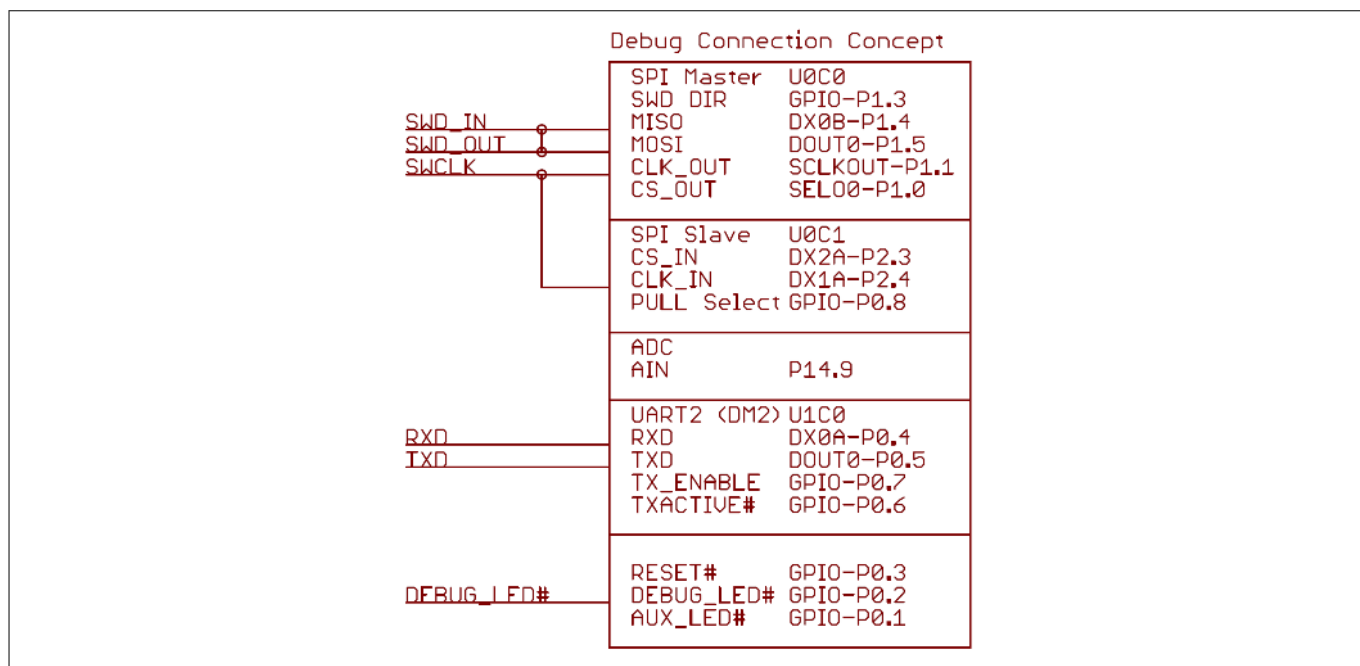 Debug Connection Concept
SPI Master U0C0
SWD DIR GPIO-P1.3
SWD_IN MISO DX0B-P1.4
SWD_OUT MOSI DOUT0-P1.5
SWCLK CLK_OUT SCLKOUT-P1.1
CS_OUT SELO0-P1.0
SPI Slave U0C1
CS_IN DX2A-P2.3
CLK_IN DX1A-P2.4
PULL Select GPIO-P0.8
ADC
AIN P14.9
UART2 (DM2) U1C0
RXD RXD DX0A-P0.4
TXD TXD DOUT0-P0.5
TX_ENABLE GPIO-P0.7
TXACTIVE# GPIO-P0.6
RESET# GPIO-P0.3
DEBUG_LED# DEBUG_LED# GPIO-P0.2
AUX_LED# GPIO-P0.1